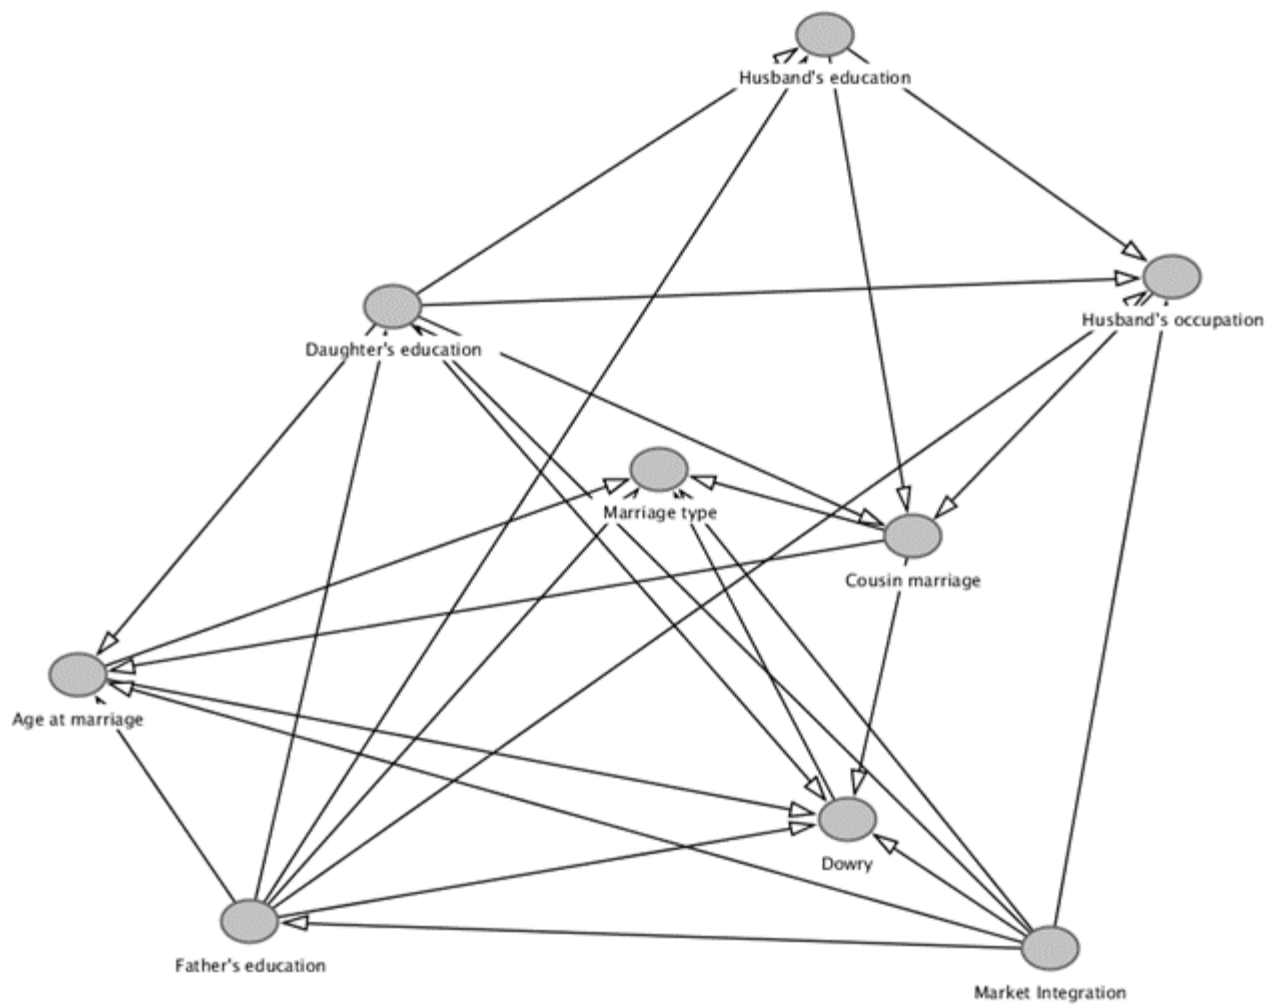 Husband's education
Husband's occupation
Daughter's education
Marriage type
Cousin marriage
Age at marriage
Dowry
Father's education
Market Integration